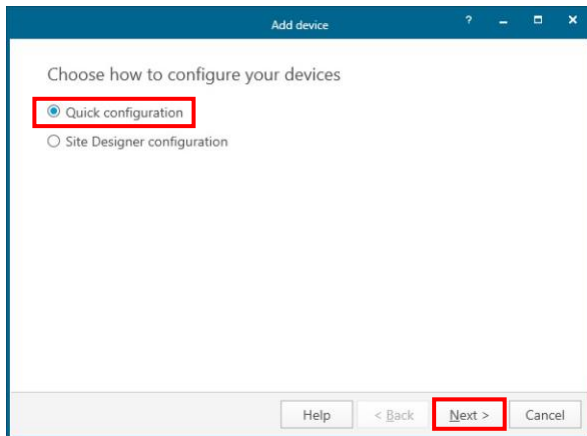 Add device
?
Choose how to configure your devices
Quick configuration
Site Designer configuration
Help
< Back
Next >
Cancel